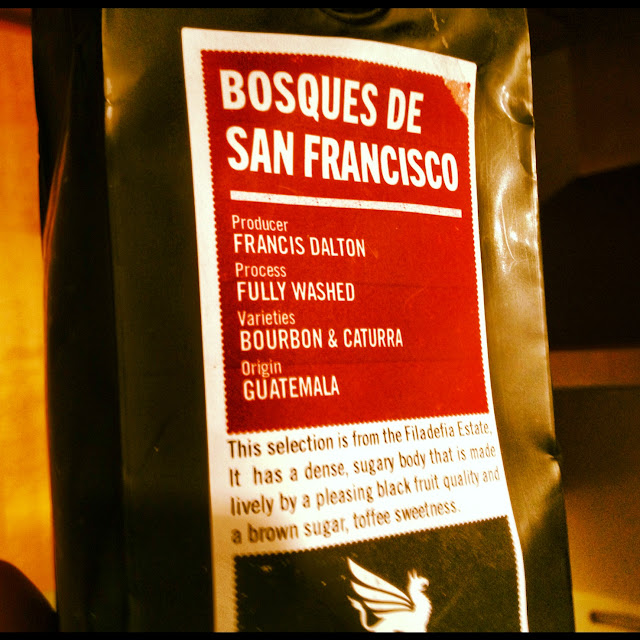 BOSQUES DE
SAN FRANCISCO
Producer
FRANCIS DALTON
Process
FULLY WASHED
Varieties
BOURBON & CATURRA
Origin
GUATEMALA
This selection is from the Filadefia Estate.
It has a dense, sugary body that is made
lively by a pleasing black fruit quality and
a brown sugar, toffee sweetness.